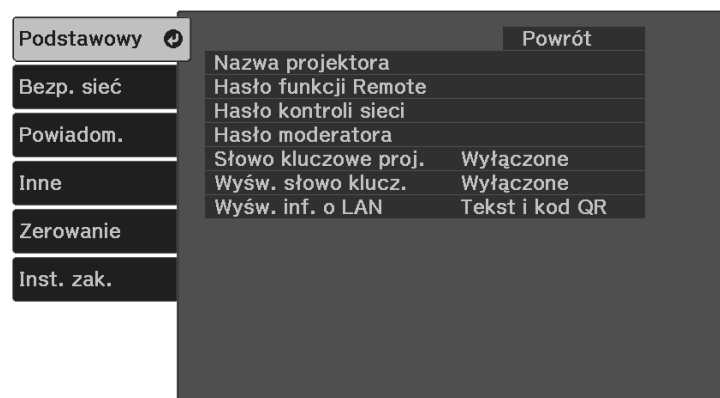 Podstawowy
Bezp. sieć
Powiadom.
Inne
Zerowanie
Inst. zak.
Powrót
Nazwa projektora
Hasło funkcji Remote
Hasło kontroli sieci
Hasło moderatora
Słowo kluczowe proj. Wyłączone
Wyśw. słowo klucz. Wyłączone
Wyśw. inf. o LAN Tekst i kod QR